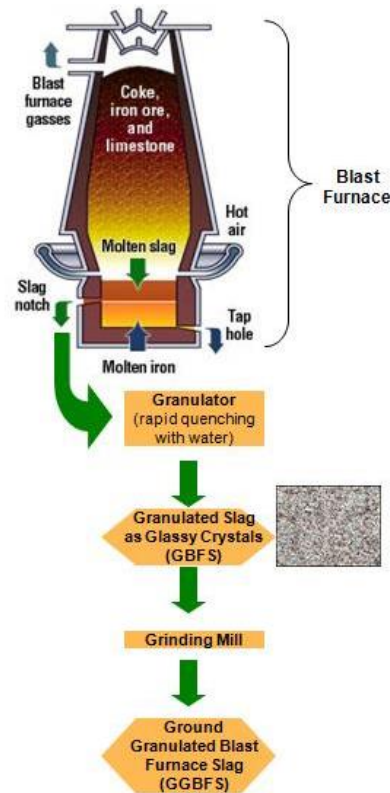 Blast
furnace
gasses
Coke,
iron ore,
and
limestone
Blast
Furnace
Hot
air
Molten slag
Slag
notch
Tap
hole
Molten iron
Granulator
(rapid quenching
with water)
Granulated Slag
as Glassy Crystals
(GBFS)
Grinding Mill
Ground
Granulated Blast
Furnace Slag
(GGBFS)